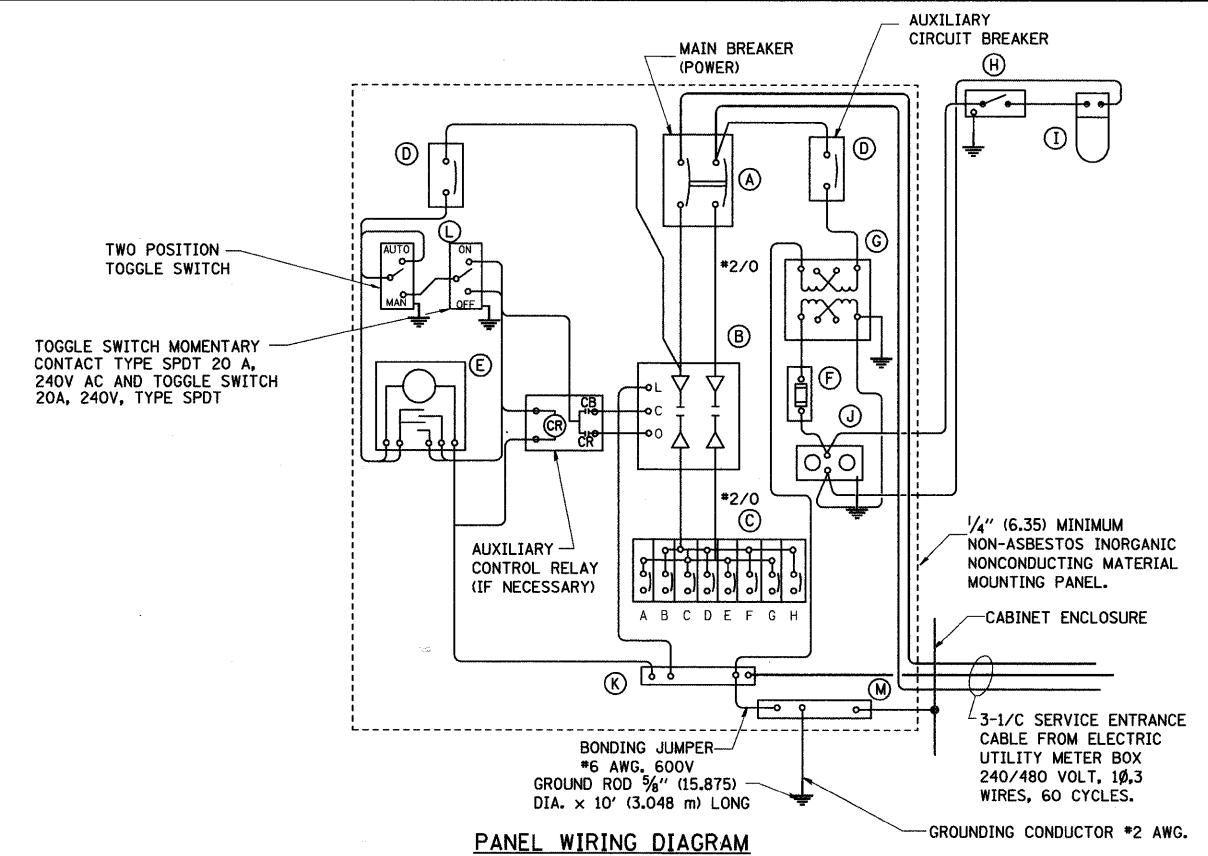 AUXILIARY
CIRCUIT BREAKER
MAIN BREAKER
(POWER)
H
I
D
A
D
L
G
AUTO
ON
MAN
OFF
TWO POSITION
TOGGLE SWITCH
#2/0
TOGGLE SWITCH MOMENTARY
CONTACT TYPE SPDT 20 A,
240V AC AND TOGGLE SWITCH
20A, 240V, TYPE SPDT
E
B
F
J
L
C
O
CB
CR
CR
#2/0
C
AUXILIARY
CONTROL RELAY
(IF NECESSARY)
1/4" (6.35) MINIMUM
NON-ASBESTOS INORGANIC
NONCONDUCTING MATERIAL
MOUNTING PANEL.
A B C D E F G H
CABINET ENCLOSURE
K
M
3-1/C SERVICE ENTRANCE
CABLE FROM ELECTRIC
UTILITY METER BOX
240/480 VOLT, 1Ø,3
WIRES, 60 CYCLES.
BONDING JUMPER
#6 AWG. 600V
GROUND ROD 5/8" (15.875)
DIA. x 10' (3.048 m) LONG
GROUNDING CONDUCTOR #2 AWG.
PANEL WIRING DIAGRAM